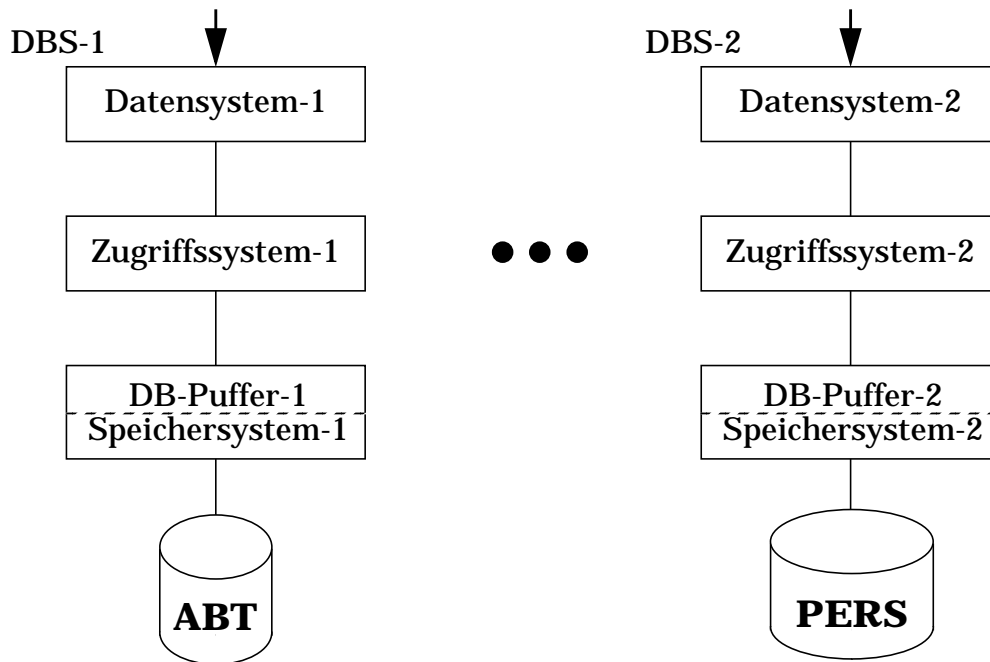 DBS-1
Datensystem-1
Zugriffssystem-1
DB-Puffer-1
Speichersystem-1
ABT
DBS-2
Datensystem-2
Zugriffssystem-2
DB-Puffer-2
Speichersystem-2
PERS